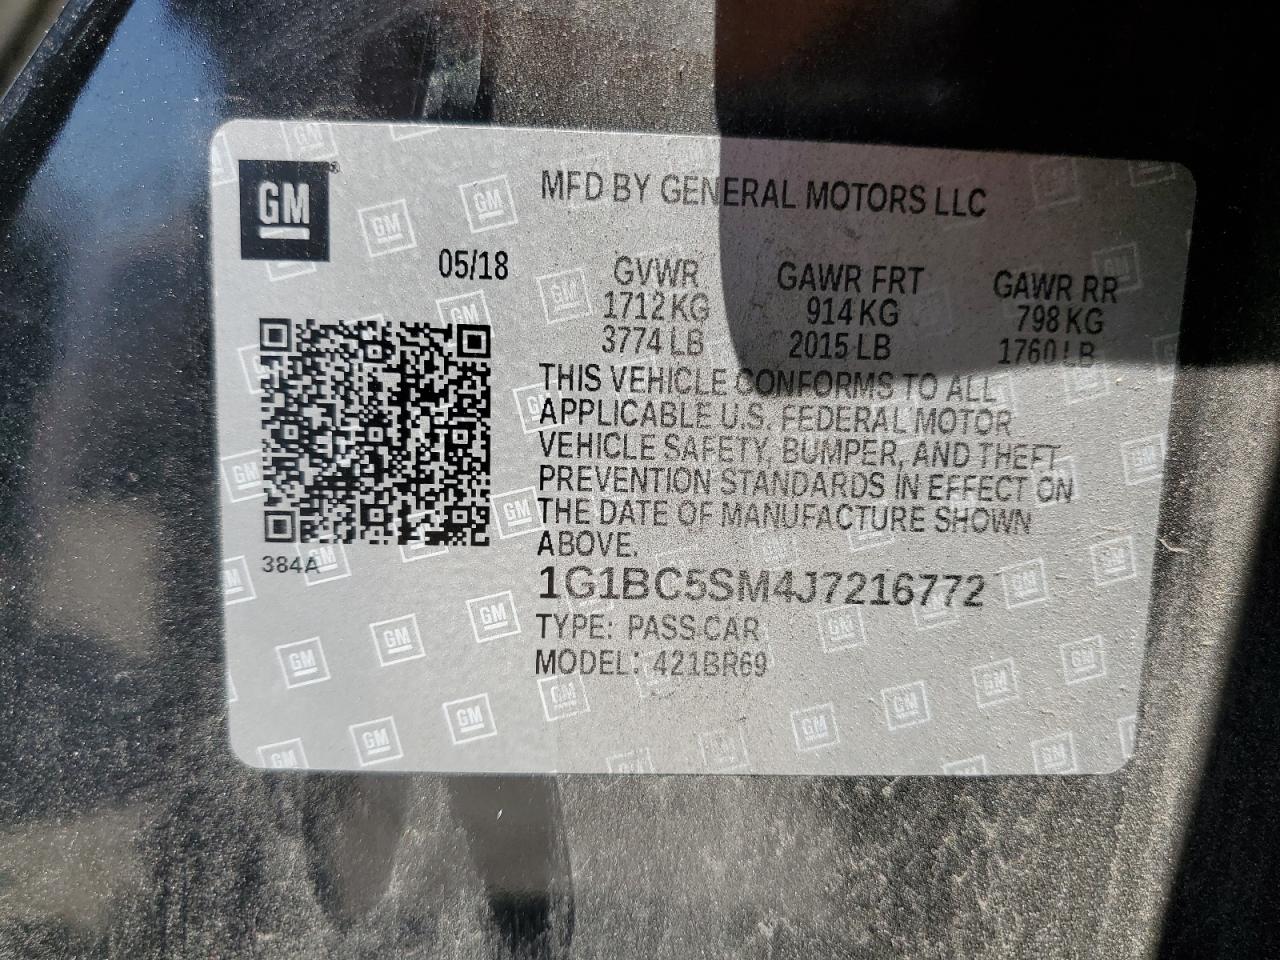 GM
MFD BY GENERAL MOTORS LLC
05/18
GVWR GAWR FRT GAWR RR
1712 KG 914 KG 798 KG
3774 LB 2015 LB 1760 LB
THIS VEHICLE CONFORMS TO ALL
APPLICABLE U.S. FEDERAL MOTOR
VEHICLE SAFETY, BUMPER, AND THEFT
PREVENTION STANDARDS IN EFFECT ON
THE DATE OF MANUFACTURE SHOWN
ABOVE.
384A
1G1BC5SM4J7216772
TYPE: PASS CAR
MODEL: 421BR69